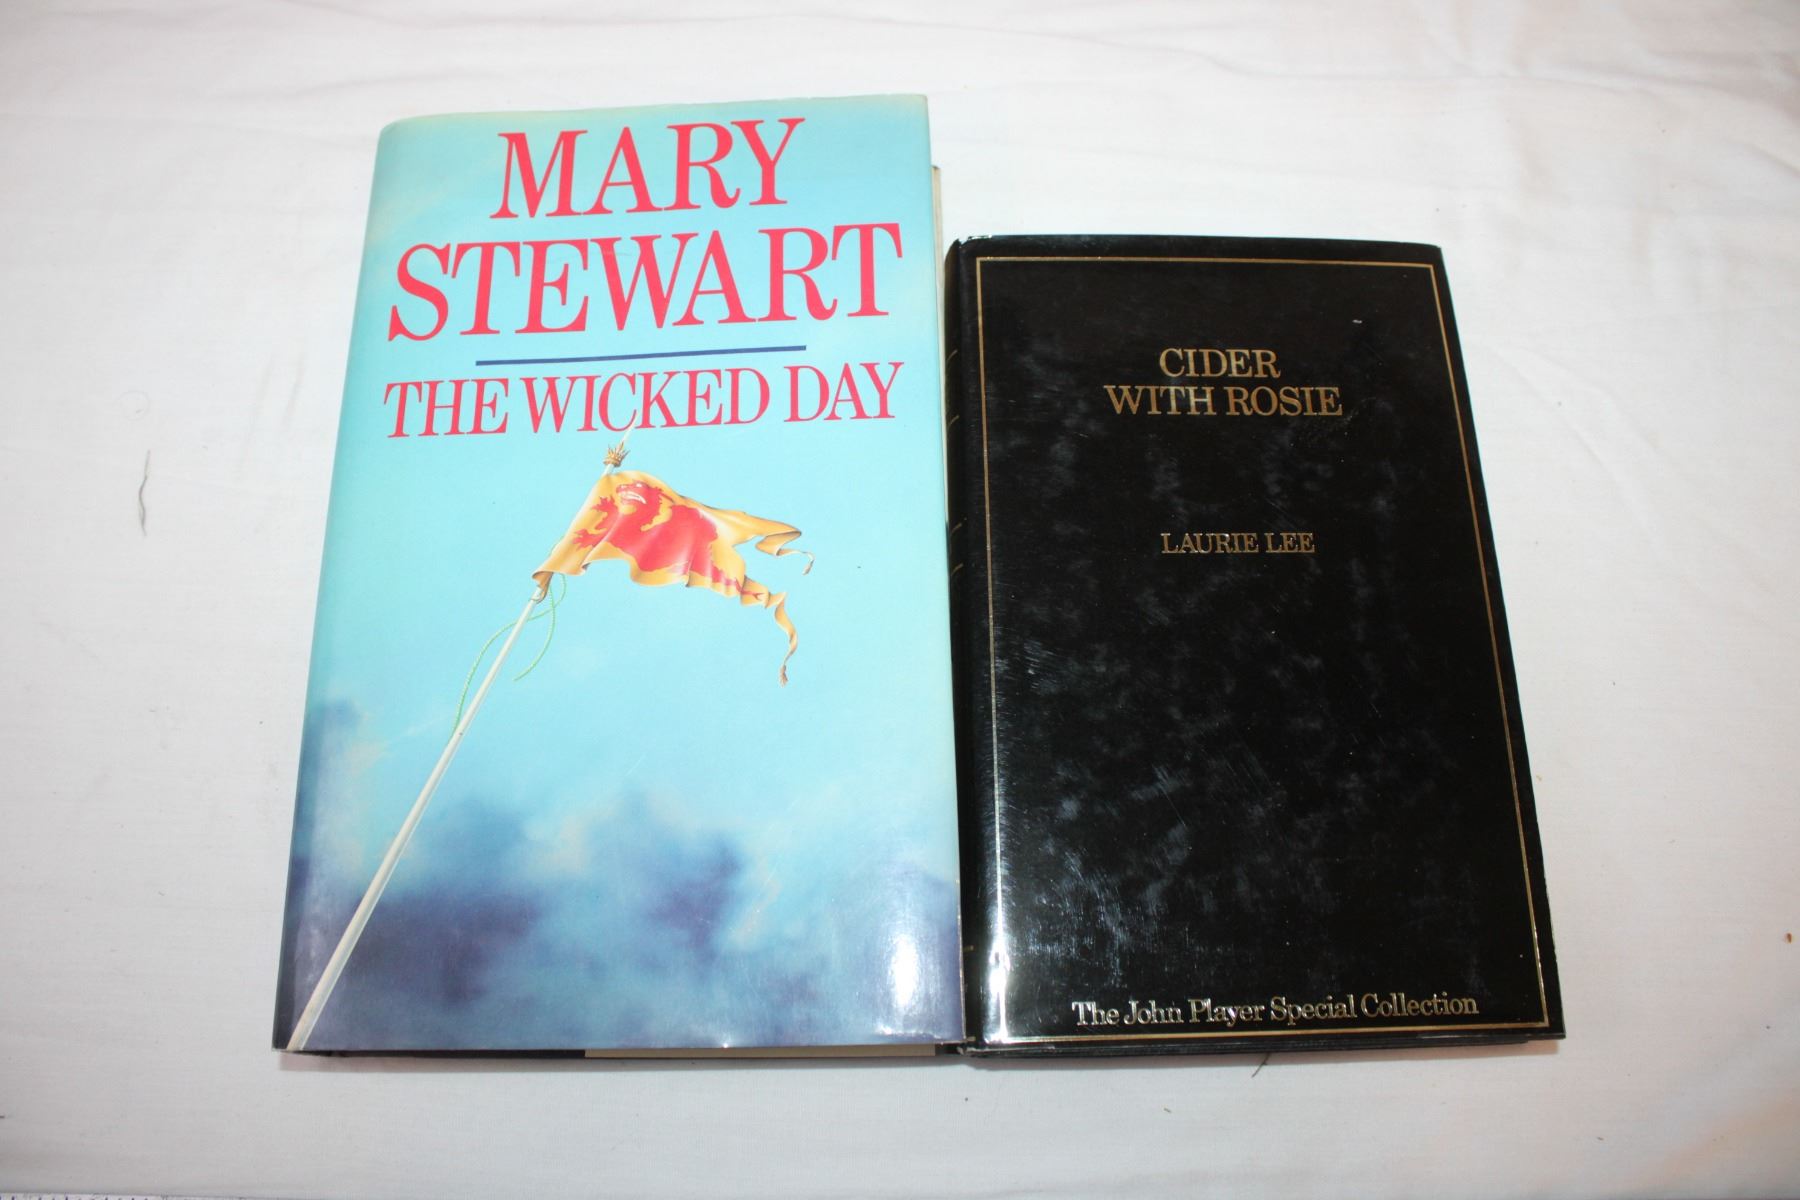 MARY
STEWART
THE WICKED DAY
CIDER
WITH ROSIE
LAURIE LEE
The John Player Special Collection